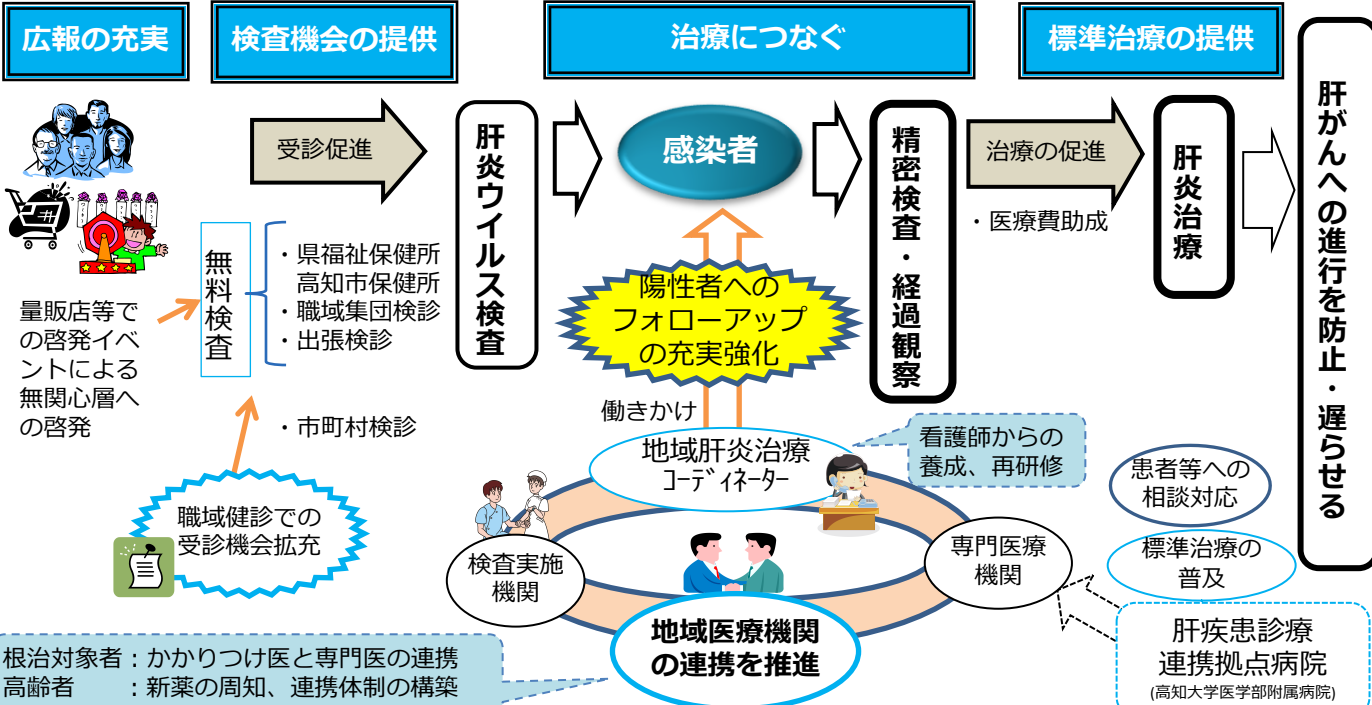 広報の充実
検査機会の提供
治療につなぐ
標準治療の提供
受診促進
肝炎ウイルス検査
感染者
精密検査・経過観察
治療の促進
・医療費助成
肝炎治療
肝がんへの進行を防止・遅らせる
量販店等で
の啓発イベ
ントによる
無関心層へ
の啓発
無料検査
・県福祉保健所
高知市保健所
・職域集団検診
・出張検診
・市町村検診
職域健診での
受診機会拡充
陽性者への
フォローアップ
の充実強化
働きかけ
地域肝炎治療
ｺｰﾃﾞｨﾈｰﾀｰ
看護師からの
養成、再研修
検査実施
機関
専門医療
機関
地域医療機関
の連携を推進
患者等への
相談対応
標準治療の
普及
肝疾患診療
連携拠点病院
(高知大学医学部附属病院)
根治対象者：かかりつけ医と専門医の連携
高齢者　　：新薬の周知、連携体制の構築